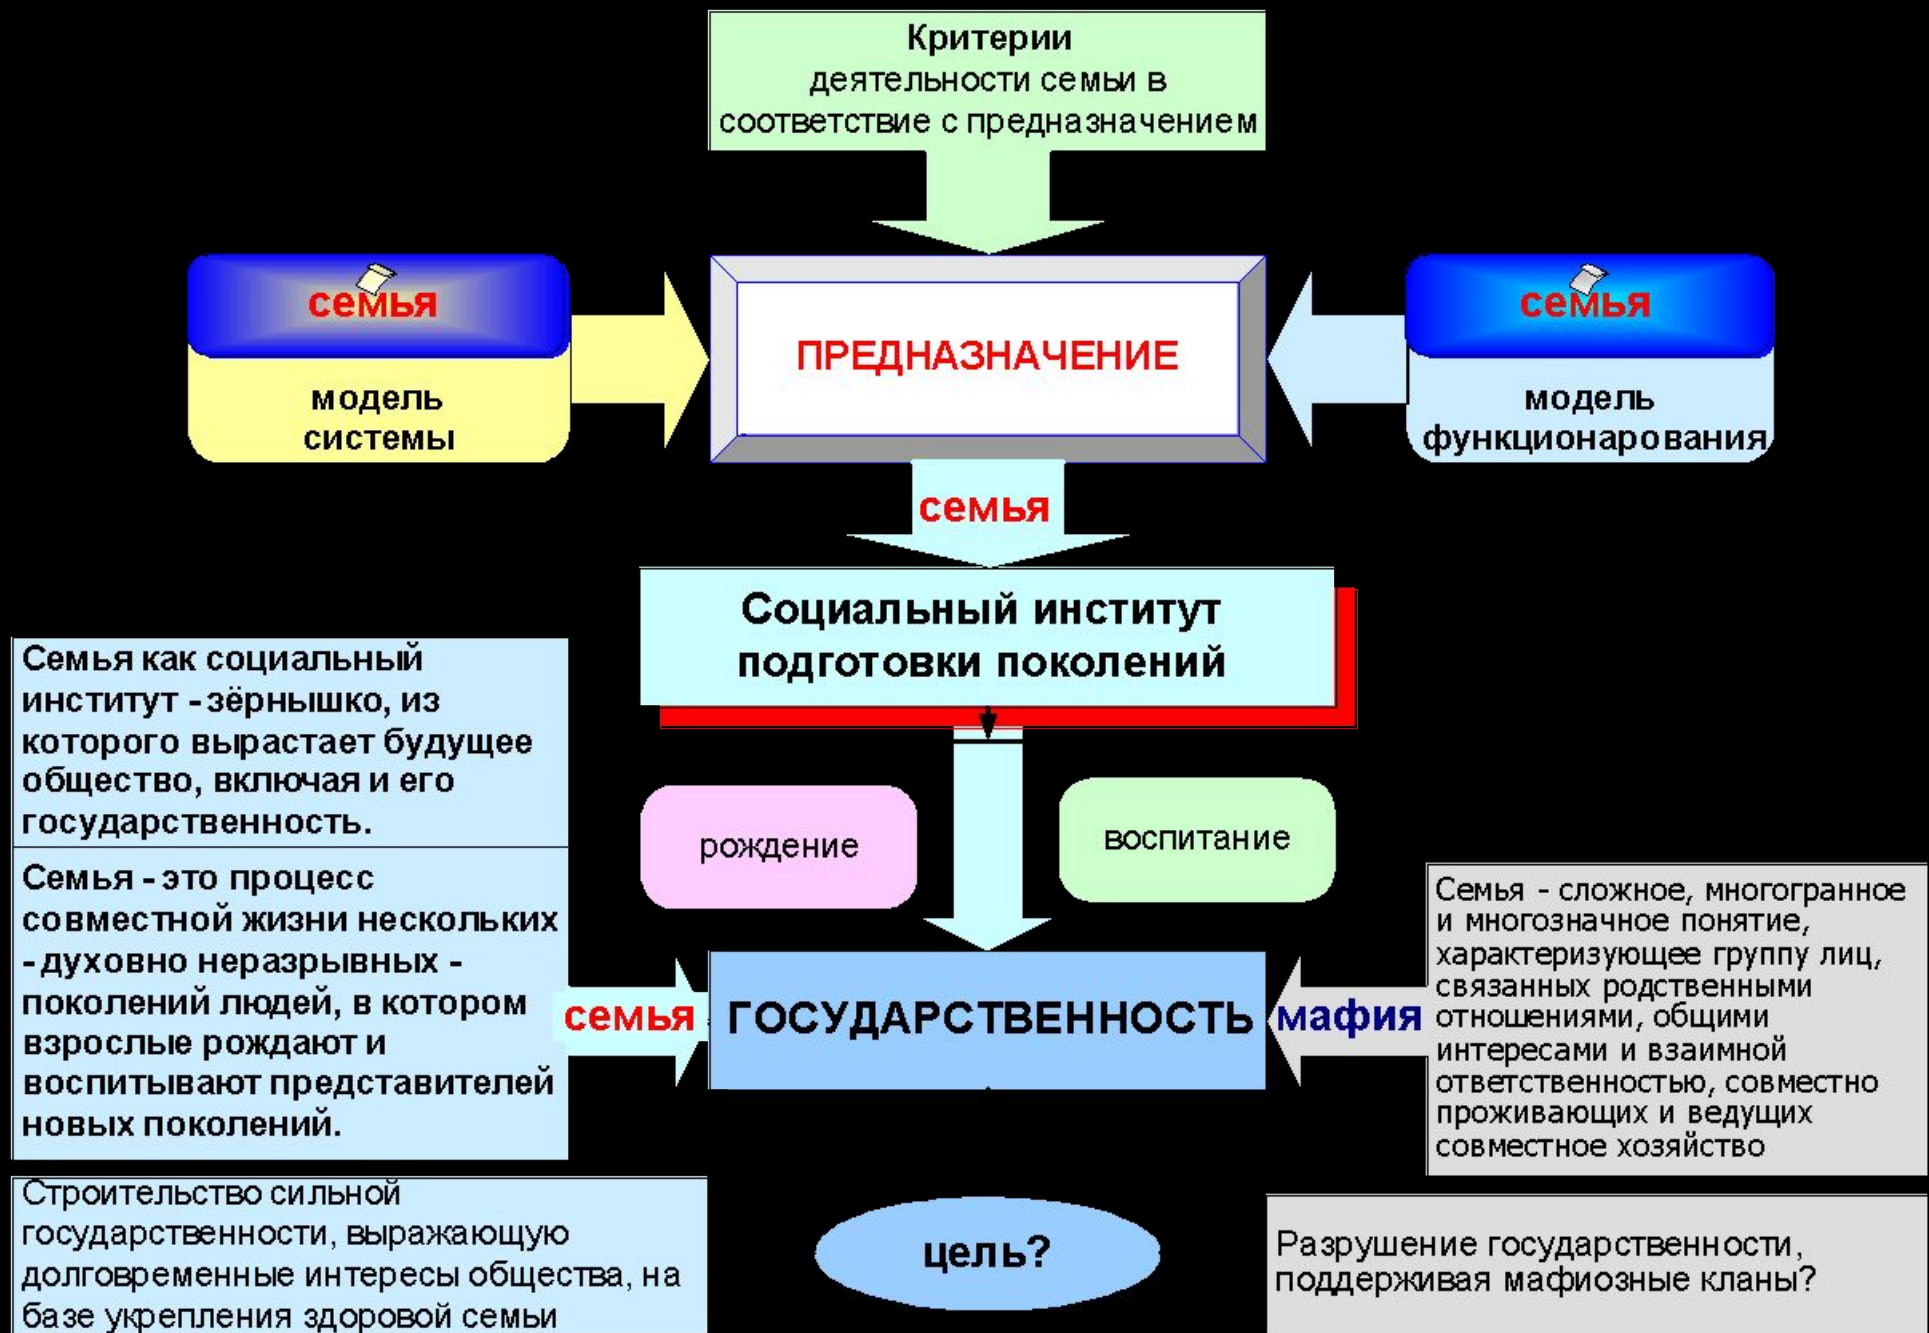 Критерии
деятельности семьи в
соответствие с предназначением
семья
модель
системы
ПРЕДНАЗНАЧЕНИЕ
семья
модель
функционарования
семья
Социальный институт
подготовки поколений
Семья как социальный
институт - зёрнышко, из
которого вырастает будущее
общество, включая и его
государственность.
рождение
воспитание
Семья - это процесс
совместной жизни нескольких
- духовно неразрывных -
поколений людей, в котором
взрослые рождают и
воспитывают представителей
новых поколений.
семья
ГОСУДАРСТВЕННОСТЬ
мафия
Семья - сложное, многогранное
и многозначное понятие,
характеризующее группу лиц,
связанных родственными
отношениями, общими
интересами и взаимной
ответственностью, совместно
проживающих и ведущих
совместное хозяйство
Строительство сильной
государственности, выражающую
долговременные интересы общества, на
базе укрепления здоровой семьи
цель?
Разрушение государственности,
поддерживая мафиозные кланы?